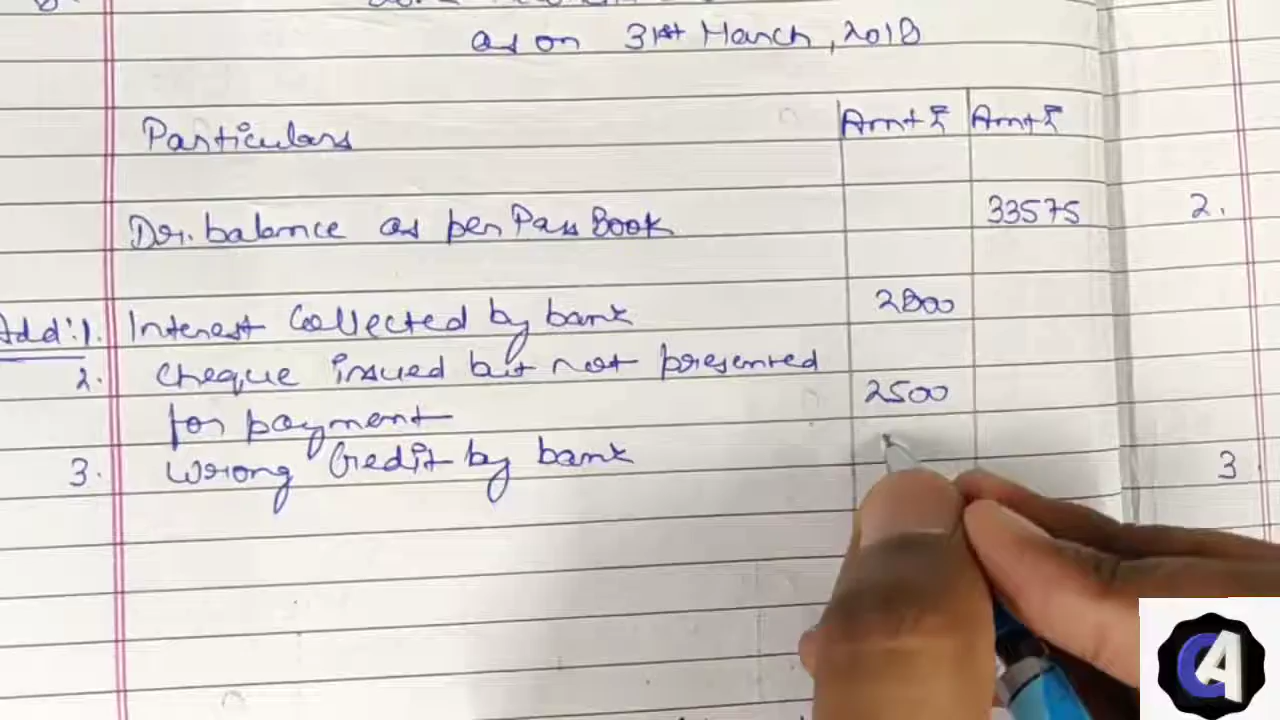 as on 31st March, 2018
Particulars Amt ₹ Amt ₹
Dr. balance as per Pass Book 33575 2.
Add:1. Interest Collected by bank 2800
2. Cheque issued but not presented
for payment 2500
3. Wrong Credit by bank 3
CA